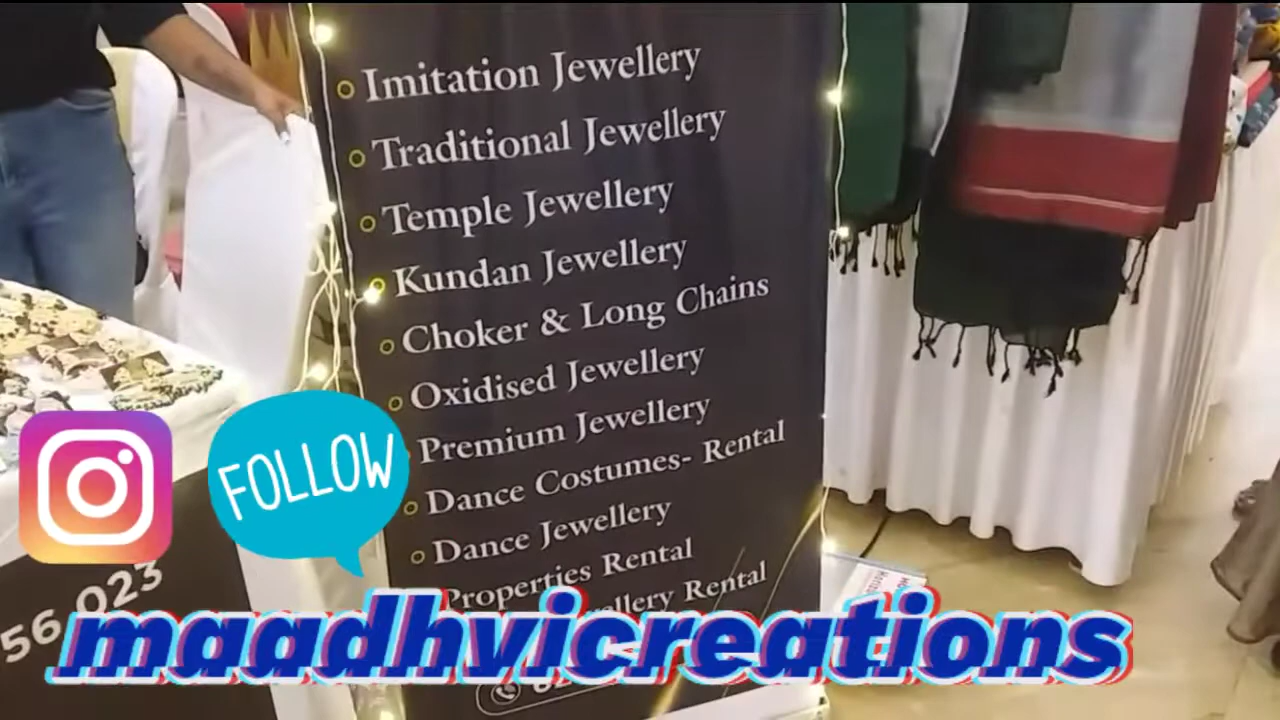 Imitation Jewellery
Traditional Jewellery
Temple Jewellery
Kundan Jewellery
Choker & Long Chains
Oxidised Jewellery
Premium Jewellery
Dance Costumes- Rental
Dance Jewellery
Properties Rental
Rental
FOLLOW
56 023
maadhvicreations